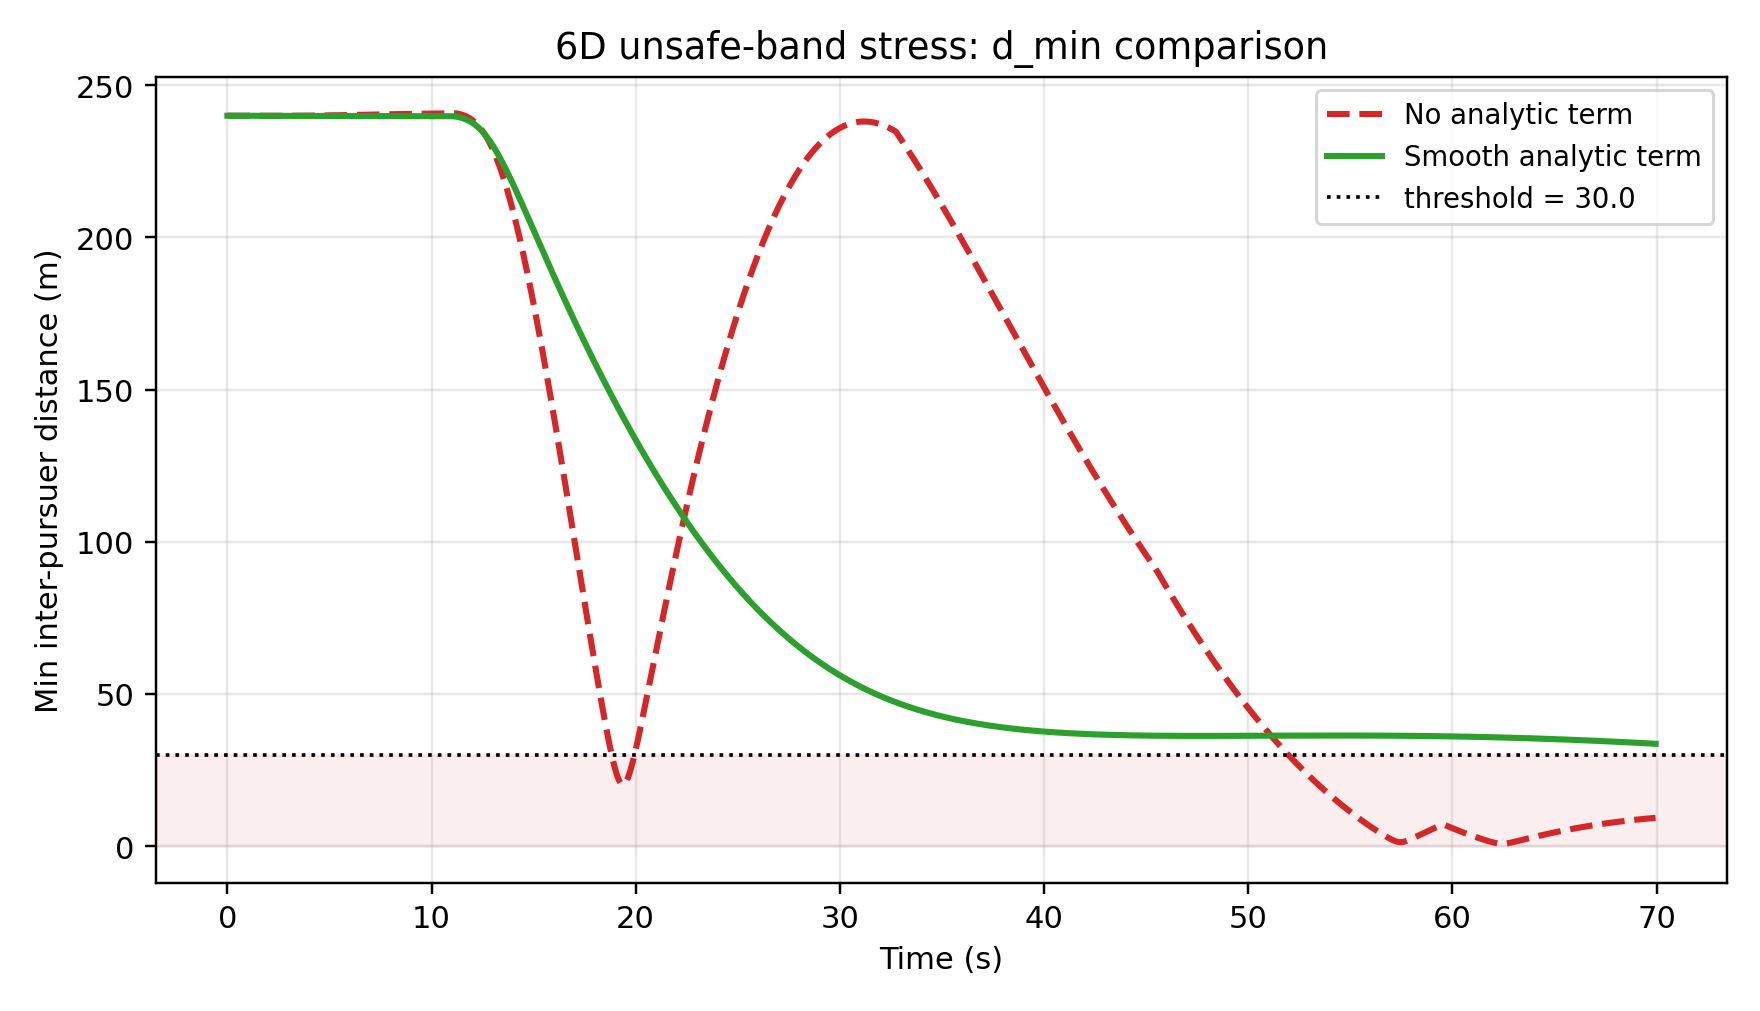 6D unsafe-band stress: d_min comparison
No analytic term
Smooth analytic term
threshold = 30.0
Min inter-pursuer distance (m)
250
200
150
100
50
0
0 10 20 30 40 50 60 70
Time (s)